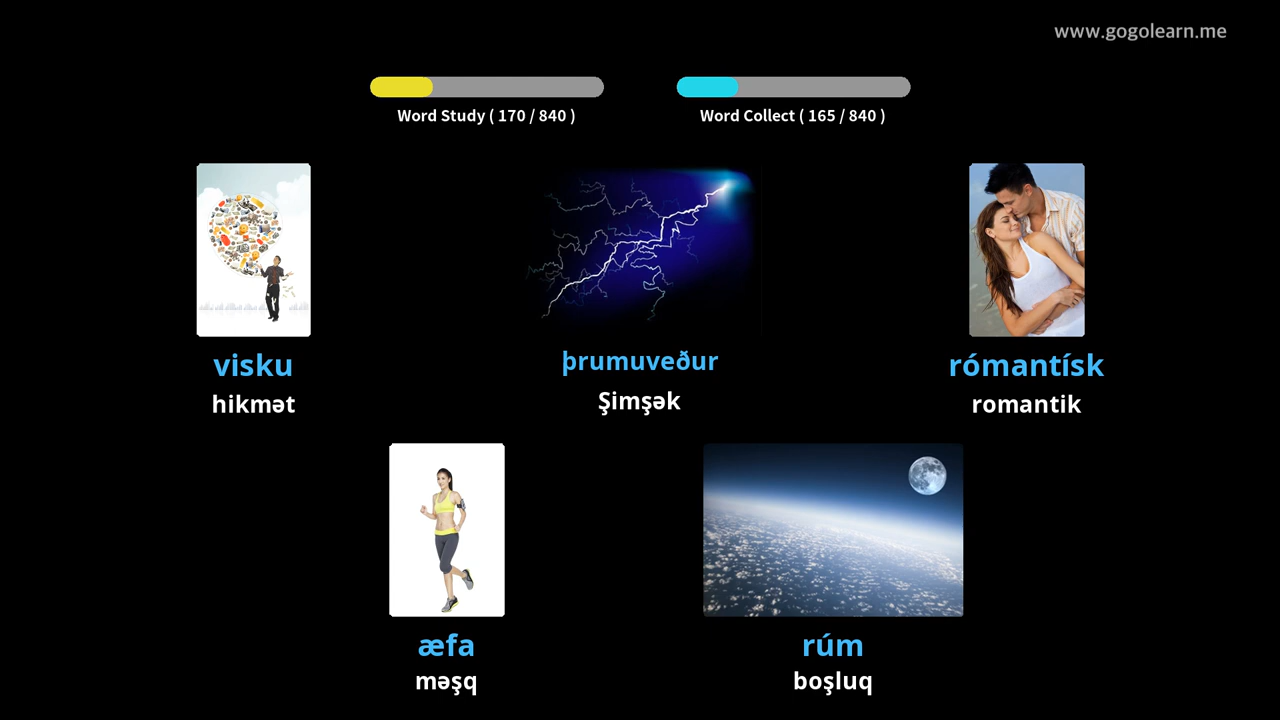 www.gogolearn.me
Word Study ( 170 / 840 )
Word Collect ( 165 / 840 )
visku
hikmət
þrumuveður
Şimşək
rómantísk
romantik
æfa
məşq
rúm
boşluq